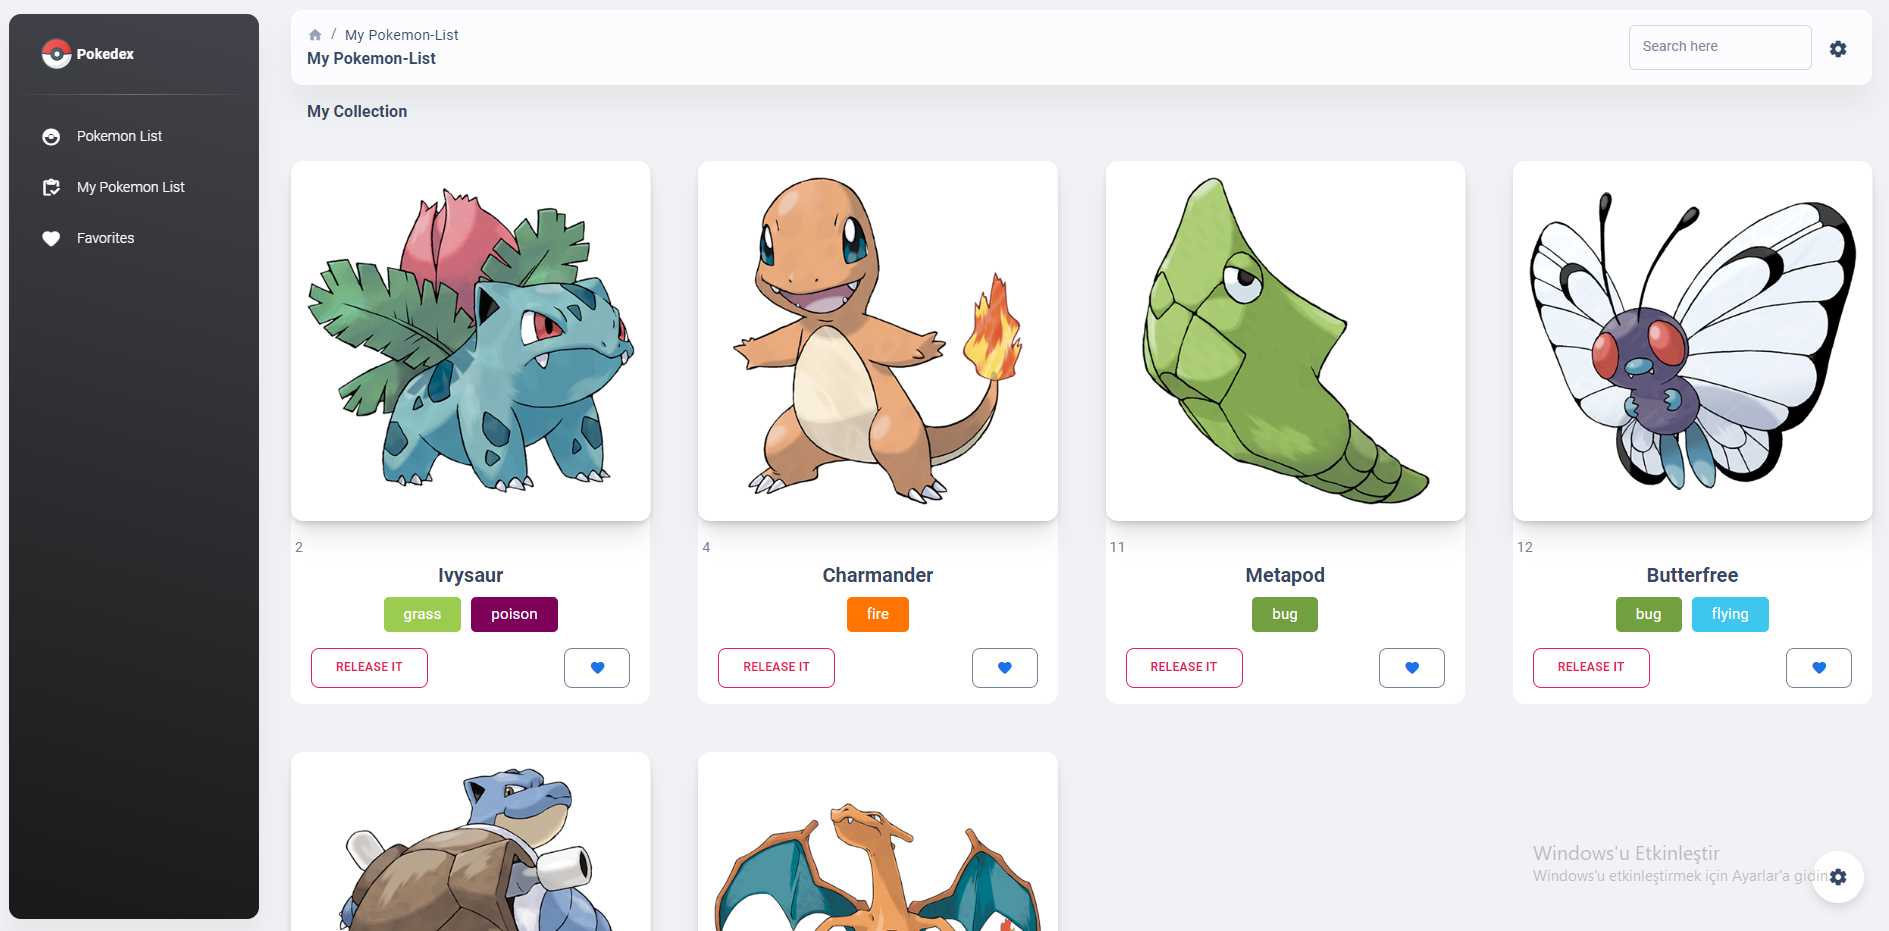 Pokedex
Pokemon List
My Pokemon List
Favorites
/ My Pokemon-List
My Pokemon-List
Search here
My Collection
2
Ivysaur
grass poison
RELEASE IT
4
Charmander
fire
RELEASE IT
11
Metapod
bug
RELEASE IT
12
Butterfree
bug flying
RELEASE IT
Windows'u Etkinleştir
Windows'u etkinleştirmek için Ayarlar'a gidin